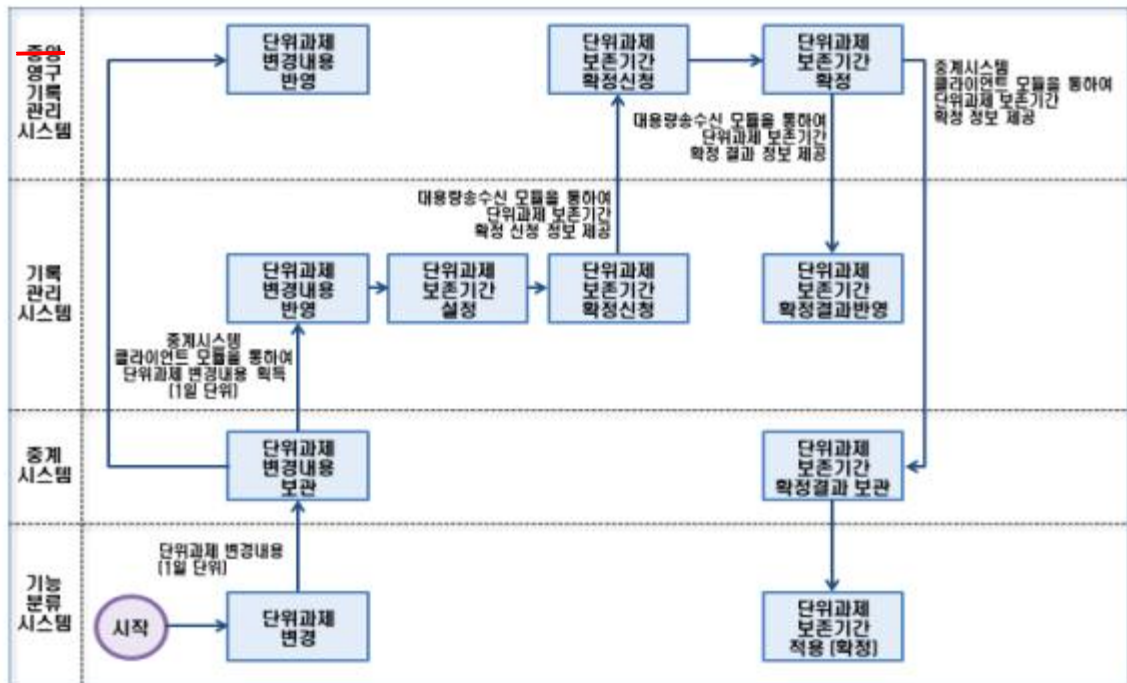 중앙
영구
기록
관리
시스템
단위과제
변경내용
반영
단위과제
보존기간
확정신청
단위과제
보존기간
확정
중계시스템
클라이언트 모듈을 통하여
단위과제 보존기간
확정 정보 제공
대용량송수신 모듈을 통하여
단위과제 보존기간
확정 결과 정보 제공
대용량송수신 모듈을 통하여
단위과제 보존기간
확정 신청 정보 제공
기록
관리
시스템
단위과제
변경내용
반영
단위과제
보존기간
설정
단위과제
보존기간
확정신청
단위과제
보존기간
확정결과반영
중계시스템
클라이언트 모듈을 통하여
단위과제 변경내용 획득
(1일 단위)
중계
시스템
단위과제
변경내용
보관
단위과제
보존기간
확정결과 보관
단위과제 변경내용
(1일 단위)
기능
분류
시스템
시작
단위과제
변경
단위과제
보존기간
적용 (확정)